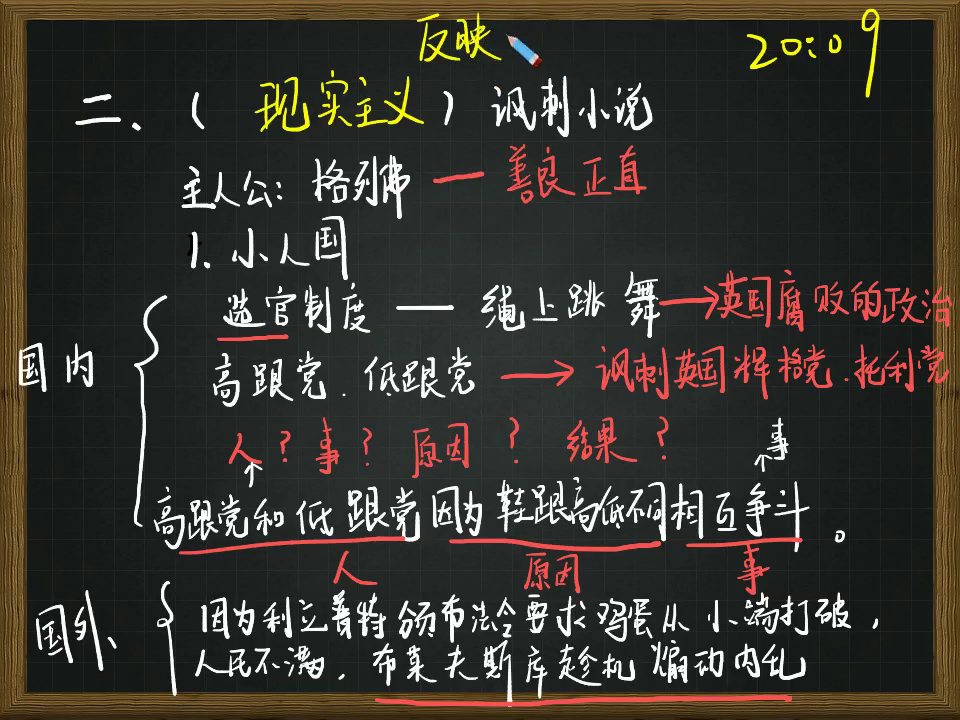 反映
20:09
二、（现实主义）讽刺小说
主人公：格列佛 — 善良正直
1. 小人国
选官制度 — 绳上跳舞→英国腐败的政治
国内
高跟党.低跟党 → 讽刺英国辉格党.托利党
人？事？原因？结果？
事
高跟党和低跟党因为鞋跟高低不同相互争斗。
人 原因 事
国外、
因为利立普特颁布法令要求鸡蛋从小端打破，
人民不满，布莱夫斯库趁机煽动内乱